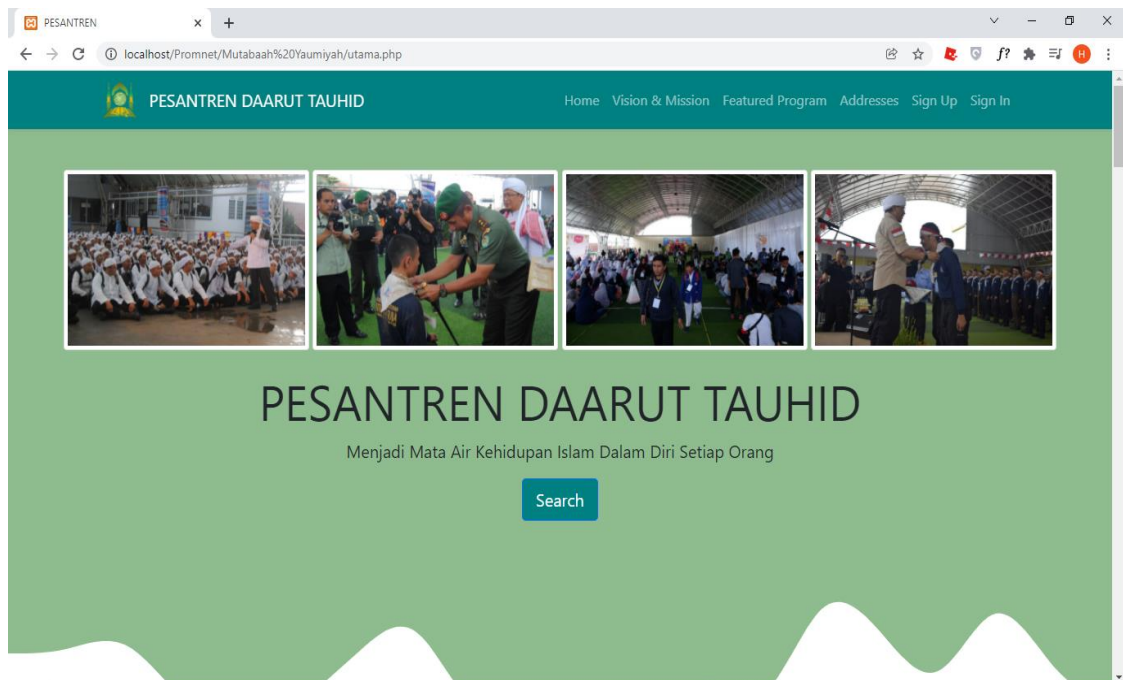 PESANTREN
localhost/Promnet/Mutabaah%20Yaumiyah/utama.php
f?
H
PESANTREN DAARUT TAUHID
Home Vision & Mission Featured Program Addresses Sign Up Sign In
PESANTREN DAARUT TAUHID
Menjadi Mata Air Kehidupan Islam Dalam Diri Setiap Orang
Search